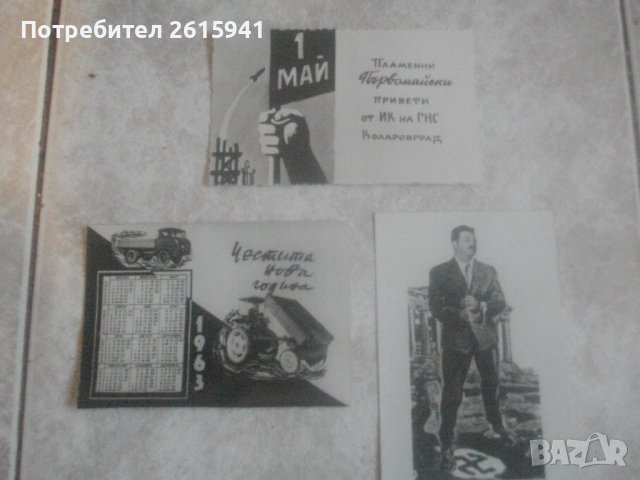 Потребител 2615941
1
МАЙ
Пламенни
Първомайски
привети
от ИК на ГНС
Коларовград
Честита
нова
година
1963
BAZAR